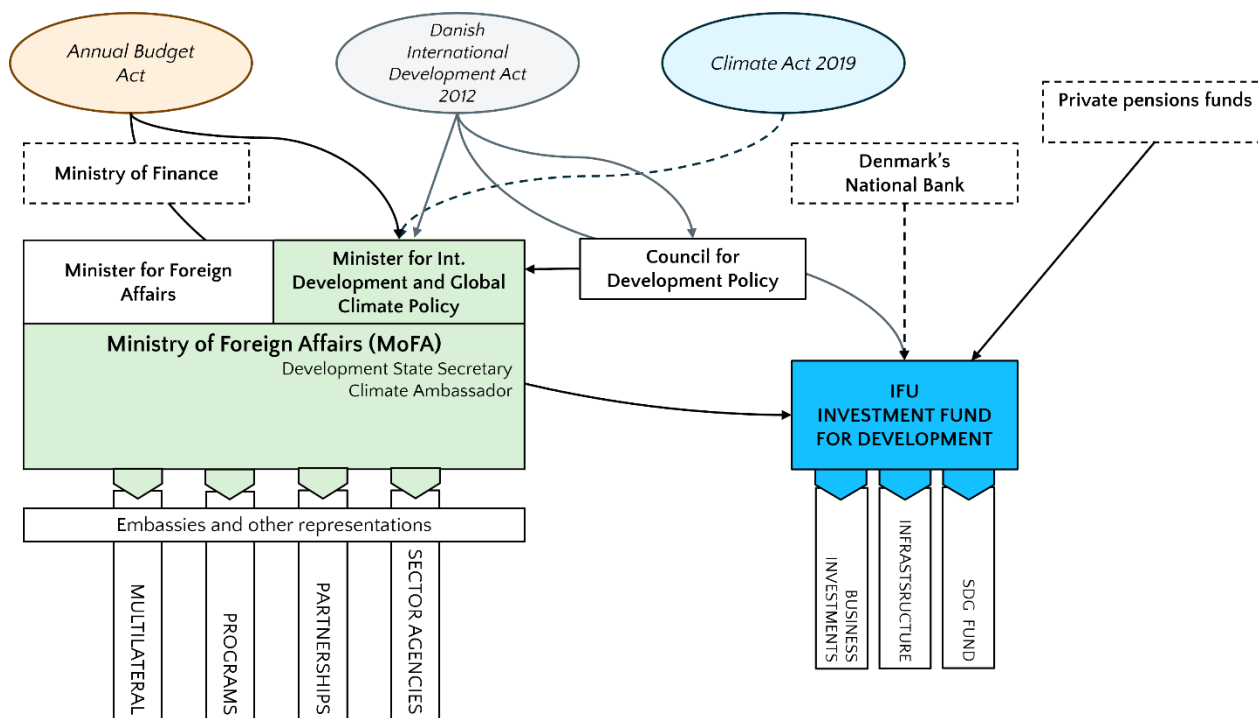 Annual Budget
Act
Danish
International
Development Act
2012
Climate Act 2019
Private pensions funds
Ministry of Finance
Denmark's
National Bank
Minister for Foreign
Affairs
Minister for Int.
Development and Global
Climate Policy
Council for
Development Policy
Ministry of Foreign Affairs (MoFA)
Development State Secretary
Climate Ambassador
IFU
INVESTMENT FUND
FOR DEVELOPMENT
Embassies and other representations
MULTILATERAL
PROGRAMS
PARTNERSHIPS
SECTOR AGENCIES
BUSINESS
INVESTMENTS
INFRASTSRUCTURE
SDG FUND